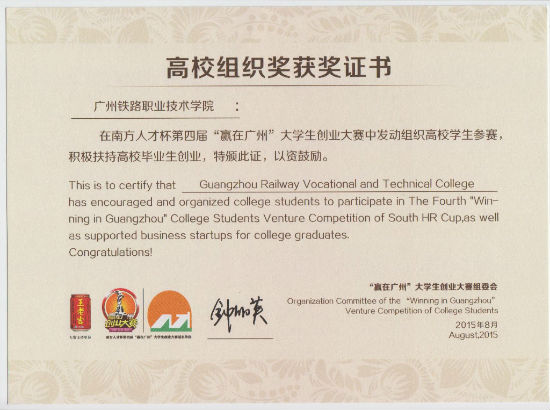 高校组织奖获奖证书
广州铁路职业技术学院 :
在南方人才杯第四届“赢在广州”大学生创业大赛中发动组织高校学生参赛，
积极扶持高校毕业生创业，特颁此证，以资鼓励。
This is to certify that Guangzhou Railway Vocational and Technical College
has encouraged and organized college students to participate in The Fourth "Win-
ning in Guangzhou" College Students Venture Competition of South HR Cup,as well
as supported business startups for college graduates.
Congratulations!
王老吉
创业大赛
“赢在广州”大学生创业大赛组委会
Organization Committee of the “Winning in Guangzhou”
Venture Competition of College Students
2015年8月
August,2015